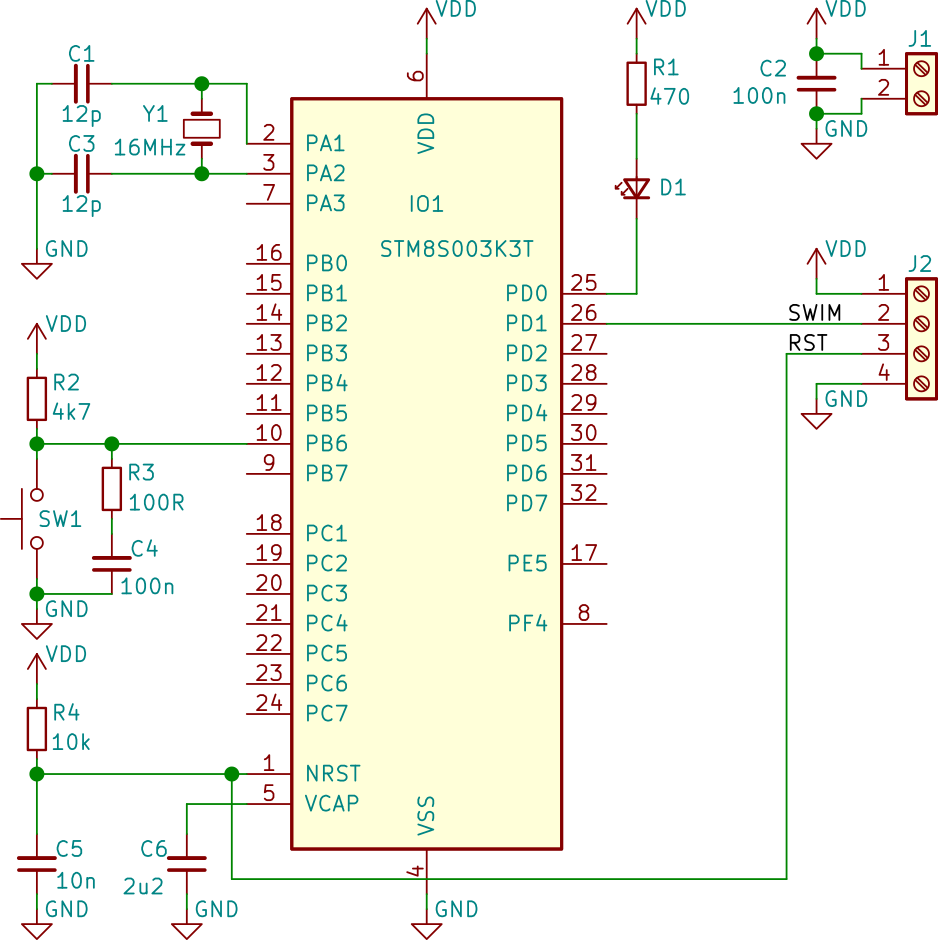 VDD
VDD
VDD
C1
12p
Y1
16MHz
C3
12p
GND
6
VDD
R1
470
D1
C2
100n
GND
J1
1
2
2 PA1
3 PA2
7 PA3
IO1
STM8S003K3T
16 PB0
15 PB1
14 PB2
13 PB3
12 PB4
11 PB5
10 PB6
9 PB7
18 PC1
19 PC2
20 PC3
21 PC4
22 PC5
23 PC6
24 PC7
1 NRST
5 VCAP
PD0 25
PD1 26
PD2 27
PD3 28
PD4 29
PD5 30
PD6 31
PD7 32
PE5 17
PF4 8
VSS
4
GND
VDD
J2
1
SWIM 2
RST 3
4
GND
VDD
R2
4k7
R3
100R
SW1
C4
100n
GND
VDD
R4
10k
C5
10n
GND
C6
2u2
GND